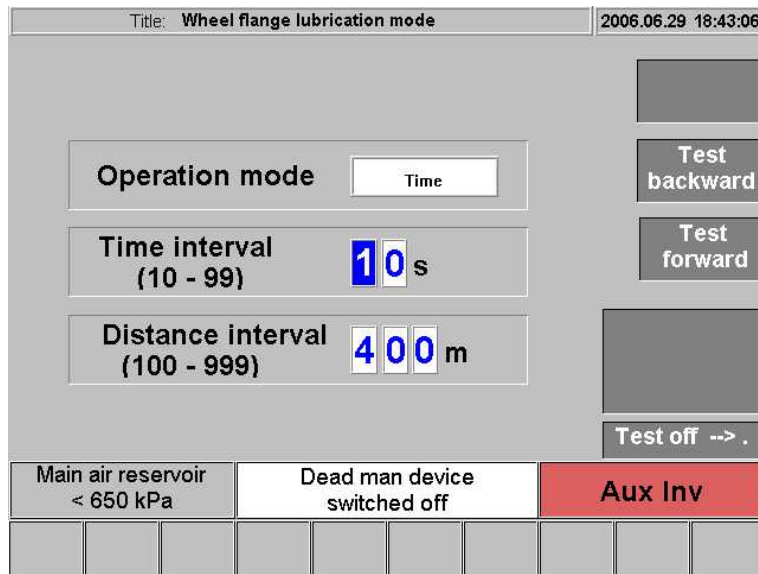 Title: Wheel flange lubrication mode
2006.06.29 18:43:06
Operation mode
Time
Test
backward
Time interval
(10 - 99)
10 s
Test
forward
Distance interval
(100 - 999)
400 m
Test off --> .
Main air reservoir
< 650 kPa
Dead man device
switched off
Aux Inv